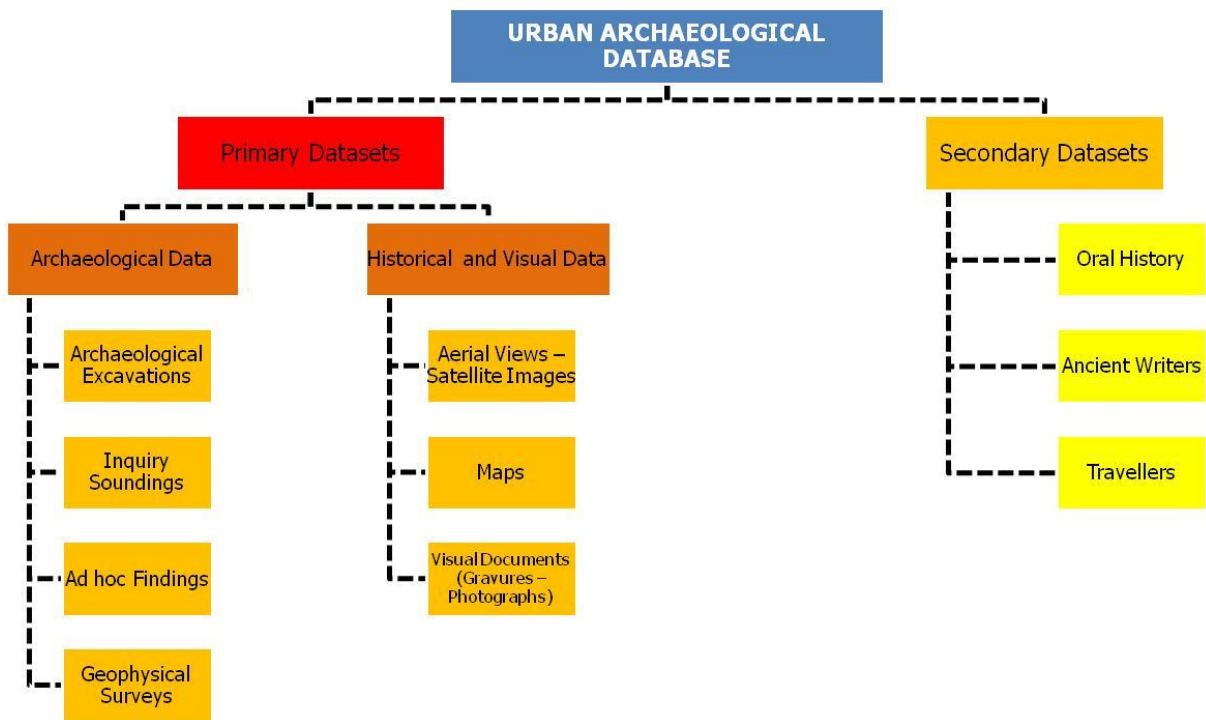 URBAN ARCHAEOLOGICAL
DATABASE
Primary Datasets
Secondary Datasets
Archaeological Data
Historical and Visual Data
Archaeological
Excavations
Inquiry
Soundings
Ad hoc Findings
Geophysical
Surveys
Aerial Views –
Satellite Images
Maps
Visual Documents
(Gravures –
Photographs)
Oral History
Ancient Writers
Travellers